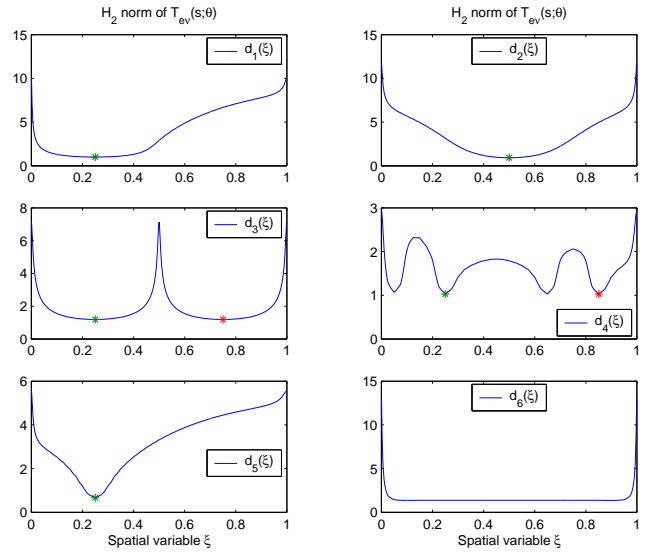 H₂ norm of Tₑᵥ(s;θ)
15
10
5
0
0 0.2 0.4 0.6 0.8 1
d₁(ξ)
H₂ norm of Tₑᵥ(s;θ)
15
10
5
0
0 0.2 0.4 0.6 0.8 1
d₂(ξ)
8
6
4
2
0
0 0.2 0.4 0.6 0.8 1
d₃(ξ)
3
2
1
0
0 0.2 0.4 0.6 0.8 1
d₄(ξ)
6
4
2
0
0 0.2 0.4 0.6 0.8 1
d₅(ξ)
Spatial variable ξ
15
10
5
0
0 0.2 0.4 0.6 0.8 1
d₆(ξ)
Spatial variable ξ